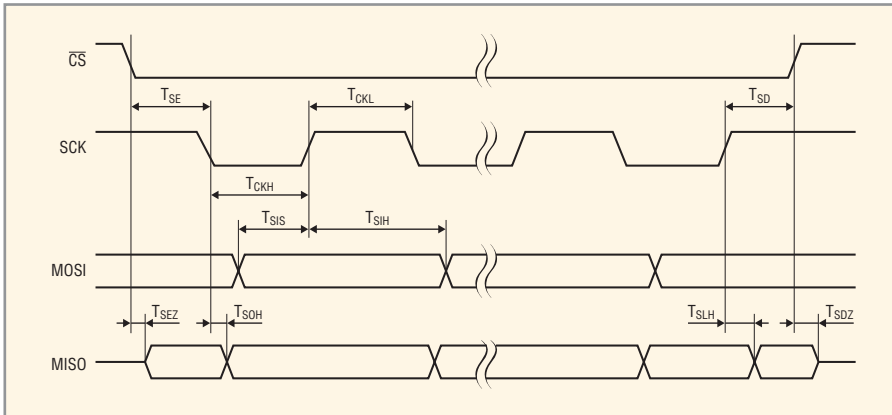 CS
T_SE
T_CKL
T_SD
SCK
T_CKH
T_SIS
T_SIH
MOSI
T_SEZ
T_SOH
T_SLH
T_SDZ
MISO